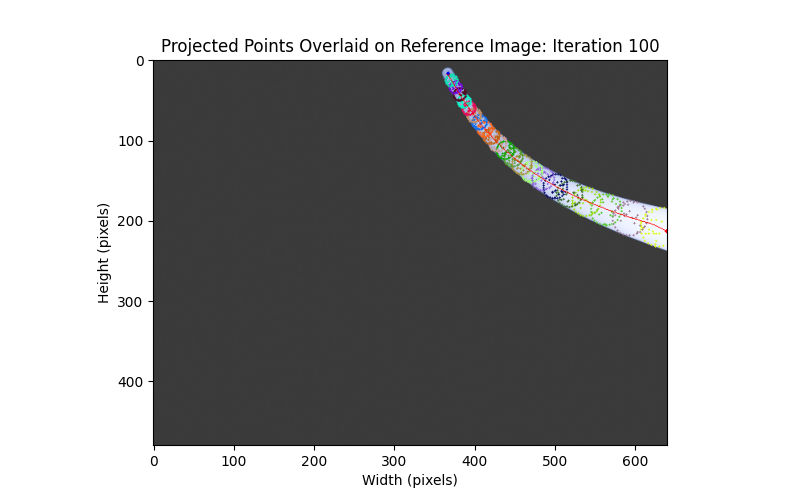 Projected Points Overlaid on Reference Image: Iteration 100
0
100
200
300
400
Height (pixels)
0 100 200 300 400 500 600
Width (pixels)